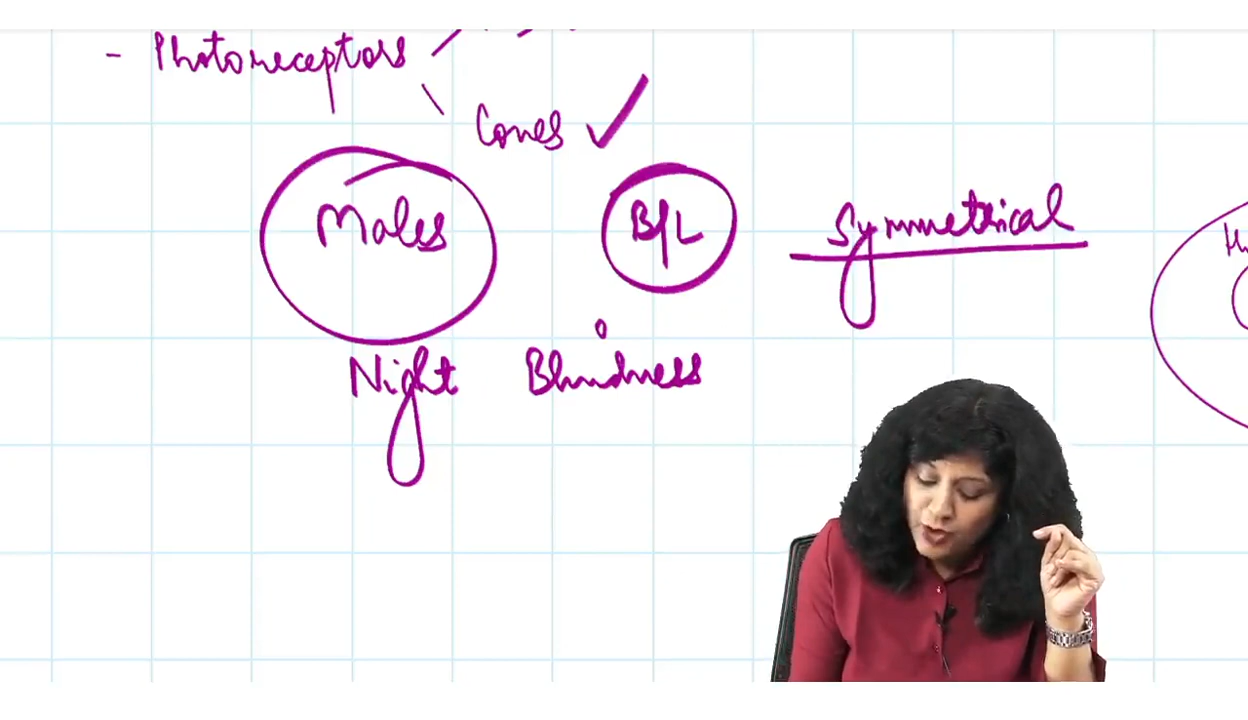 - Photoreceptors
Cones ✓
Males B/L Symmetrical
Night Blindness